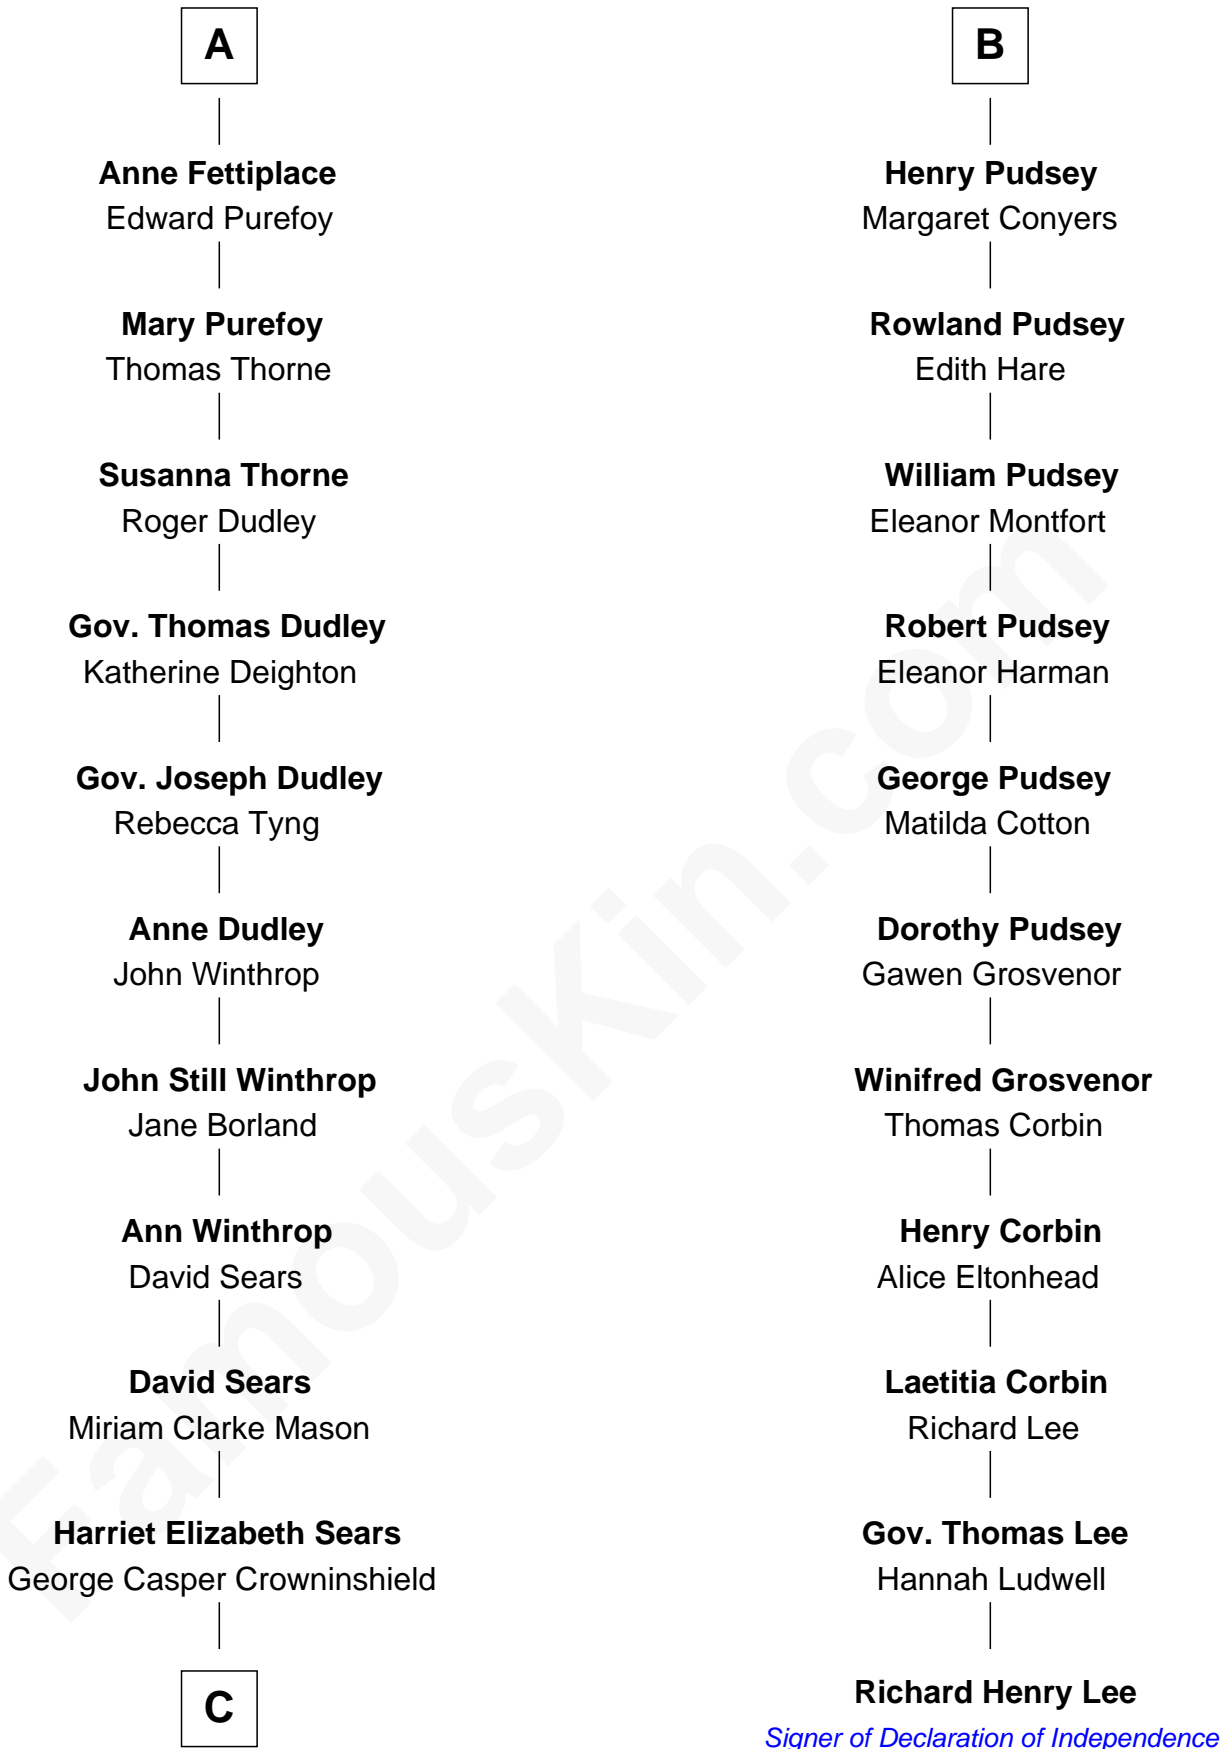 A
Anne Fettiplace
Edward Purefoy
Mary Purefoy
Thomas Thorne
Susanna Thorne
Roger Dudley
Gov. Thomas Dudley
Katherine Deighton
Gov. Joseph Dudley
Rebecca Tyng
Anne Dudley
John Winthrop
John Still Winthrop
Jane Borland
Ann Winthrop
David Sears
David Sears
Miriam Clarke Mason
Harriet Elizabeth Sears
George Casper Crowninshield
C
B
Henry Pudsey
Margaret Conyers
Rowland Pudsey
Edith Hare
William Pudsey
Eleanor Montfort
Robert Pudsey
Eleanor Harman
George Pudsey
Matilda Cotton
Dorothy Pudsey
Gawen Grosvenor
Winifred Grosvenor
Thomas Corbin
Henry Corbin
Alice Eltonhead
Laetitia Corbin
Richard Lee
Gov. Thomas Lee
Hannah Ludwell
Richard Henry Lee
Signer of Declaration of Independence
FamousKin.com